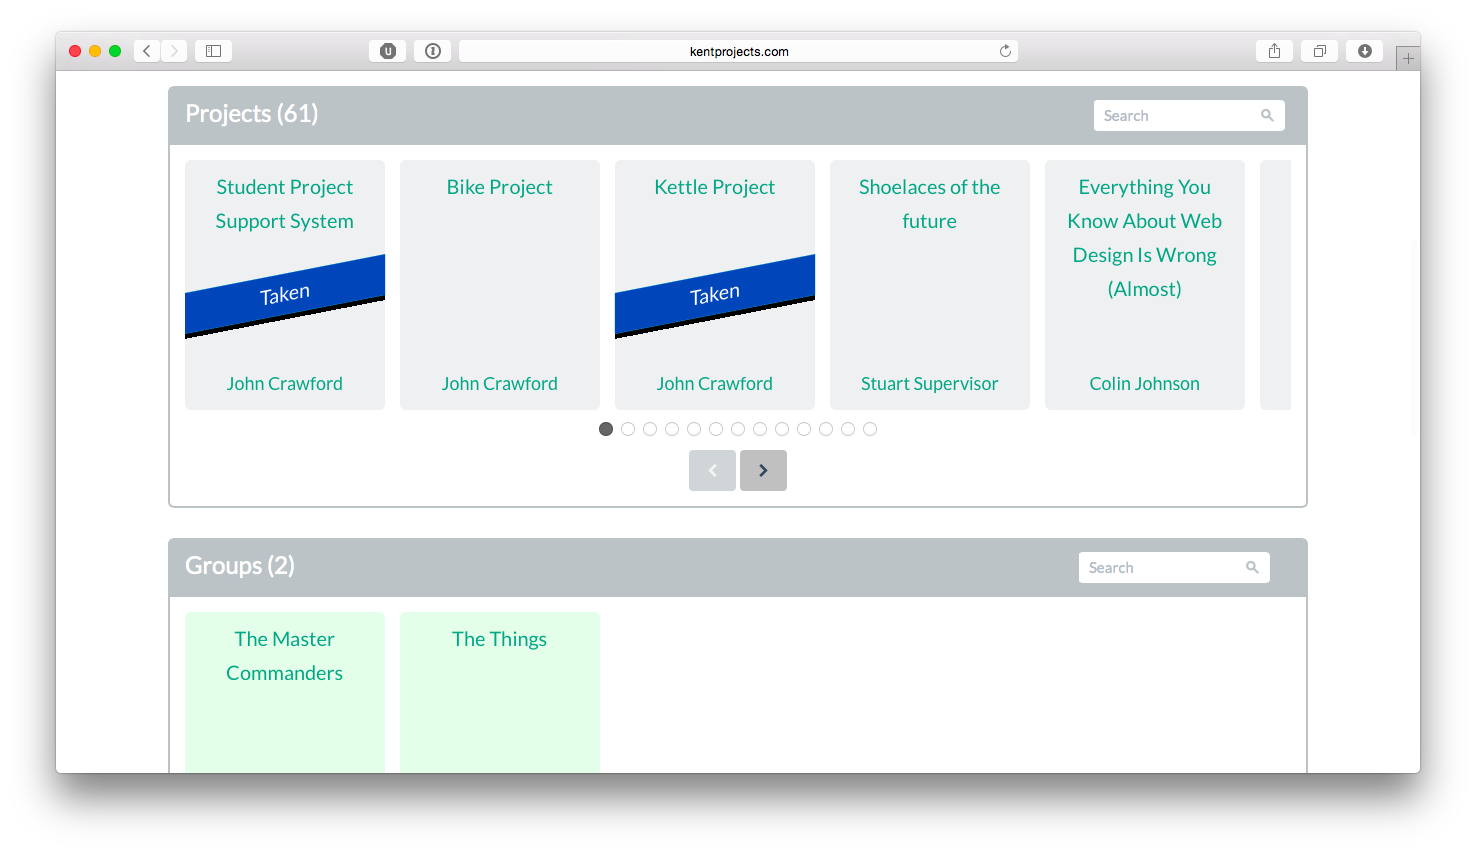 kentprojects.com
Projects (61)
Search
Student Project
Support System
Taken
John Crawford
Bike Project
John Crawford
Kettle Project
Taken
John Crawford
Shoelaces of the
future
Stuart Supervisor
Everything You
Know About Web
Design Is Wrong
(Almost)
Colin Johnson
Groups (2)
Search
The Master
Commanders
The Things